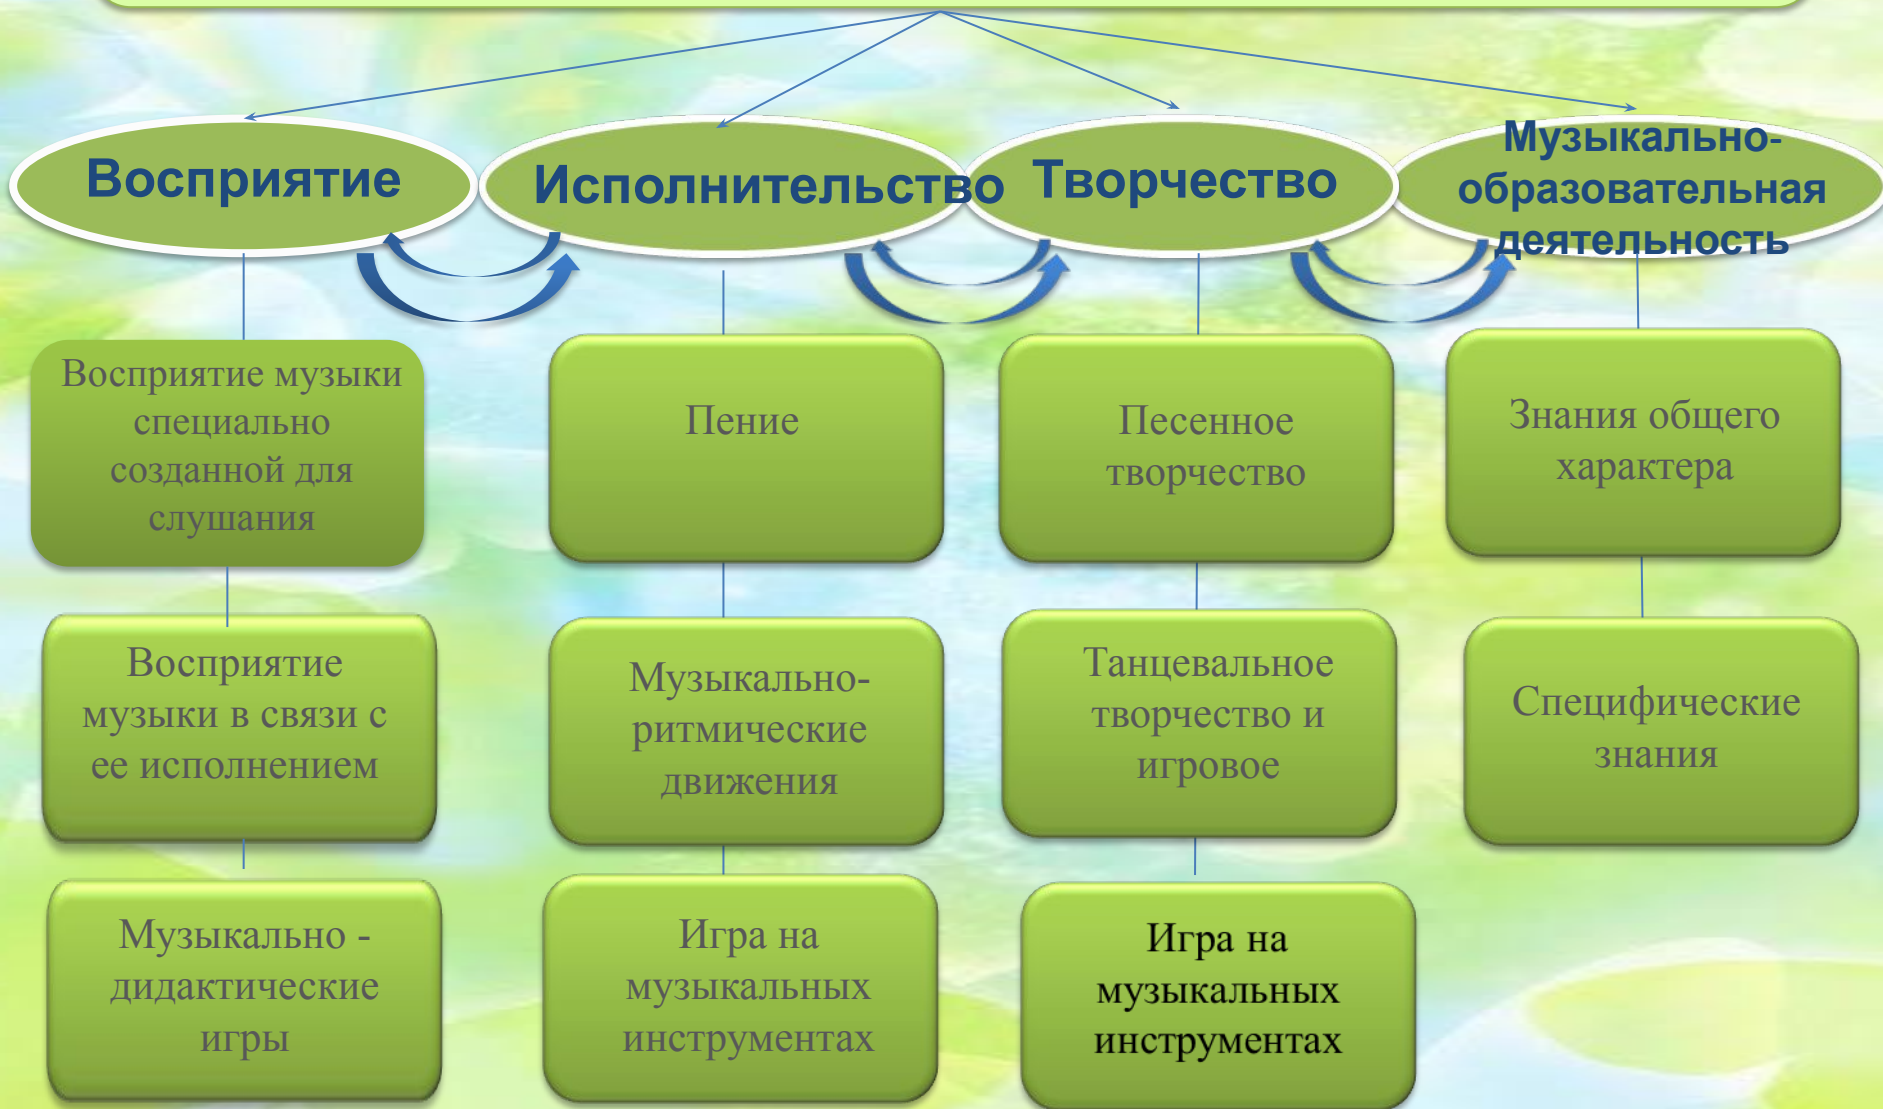 Восприятие
Исполнительство
Творчество
Музыкально-
образовательная
деятельность
Восприятие музыки
специально
созданной для
слушания
Пение
Песенное
творчество
Знания общего
характера
Восприятие
музыки в связи с
ее исполнением
Музыкально-
ритмические
движения
Танцевальное
творчество и
игровое
Специфические
знания
Музыкально -
дидактические
игры
Игра на
музыкальных
инструментах
Игра на
музыкальных
инструментах